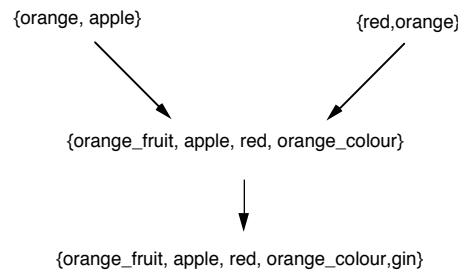 {orange, apple}
{red,orange}
{orange_fruit, apple, red, orange_colour}
{orange_fruit, apple, red, orange_colour,gin}